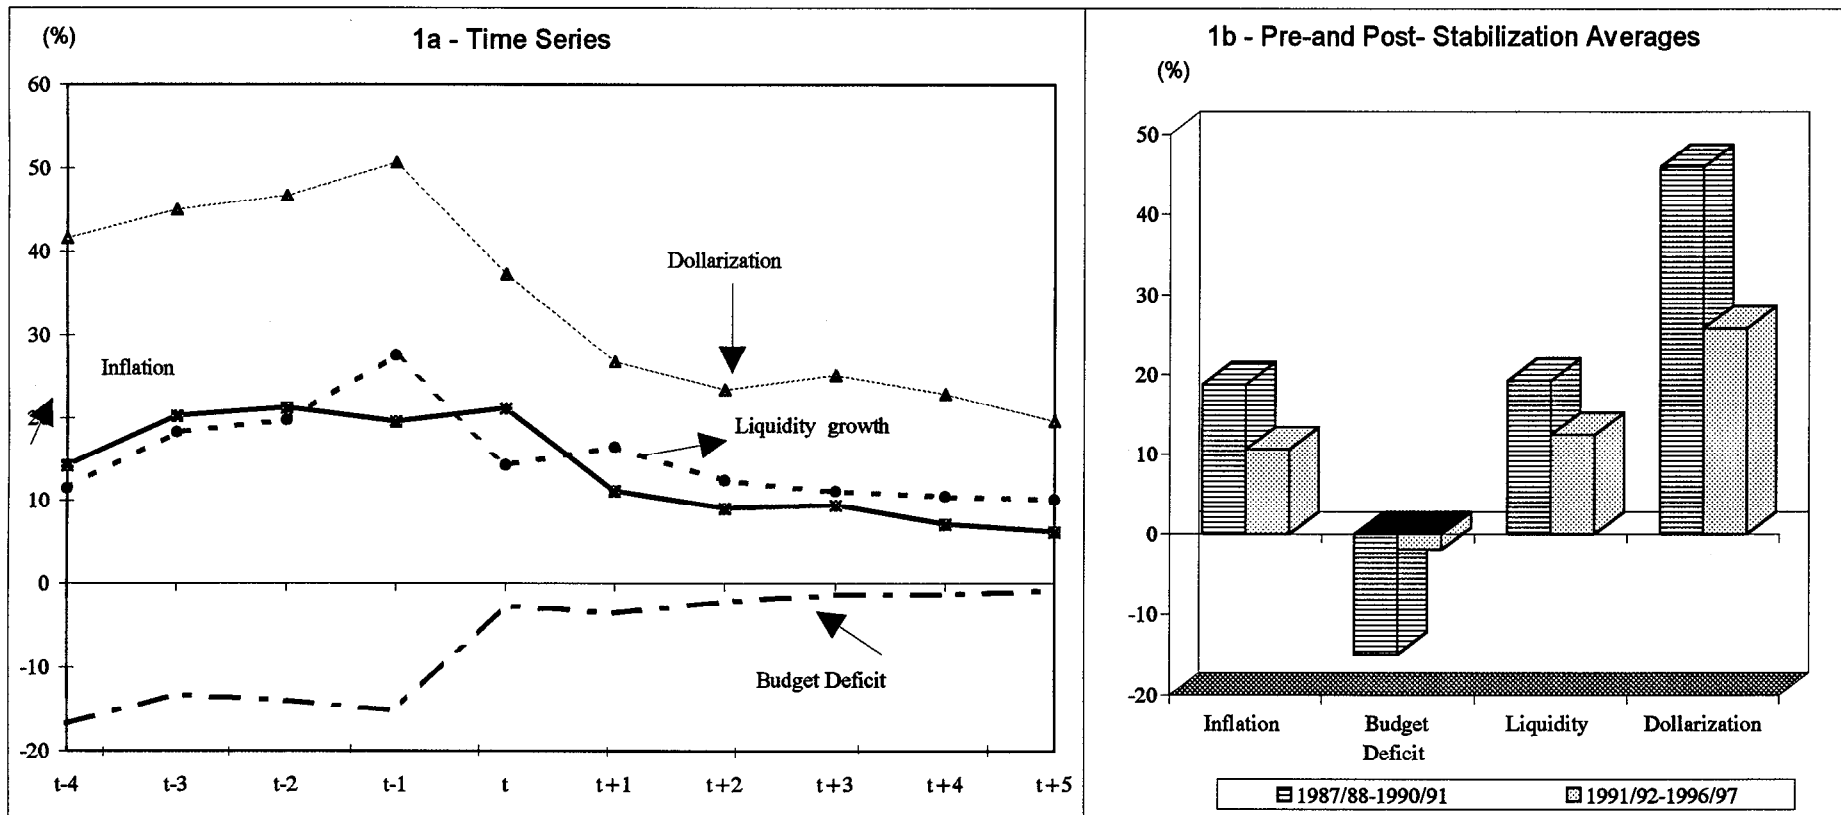 1a - Time Series
(%)
60
50
40
30
20
10
0
-10
-20
Dollarization
Inflation
Liquidity growth
Budget Deficit
t-4 t-3 t-2 t-1 t t+1 t+2 t+3 t+4 t+5
1b - Pre-and Post- Stabilization Averages
(%)
50
40
30
20
10
0
-10
-20
Inflation Budget Liquidity Dollarization
Deficit
1987/88-1990/91 1991/92-1996/97